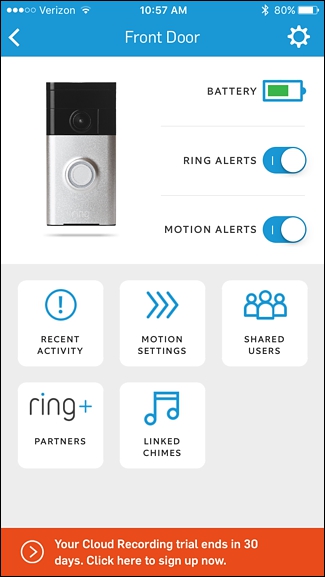 Verizon 10:57 AM 80%
Front Door
BATTERY
RING ALERTS
ring
MOTION ALERTS
RECENT
ACTIVITY
MOTION
SETTINGS
SHARED
USERS
ring+
PARTNERS
LINKED
CHIMES
Your Cloud Recording trial ends in 30
days. Click here to sign up now.